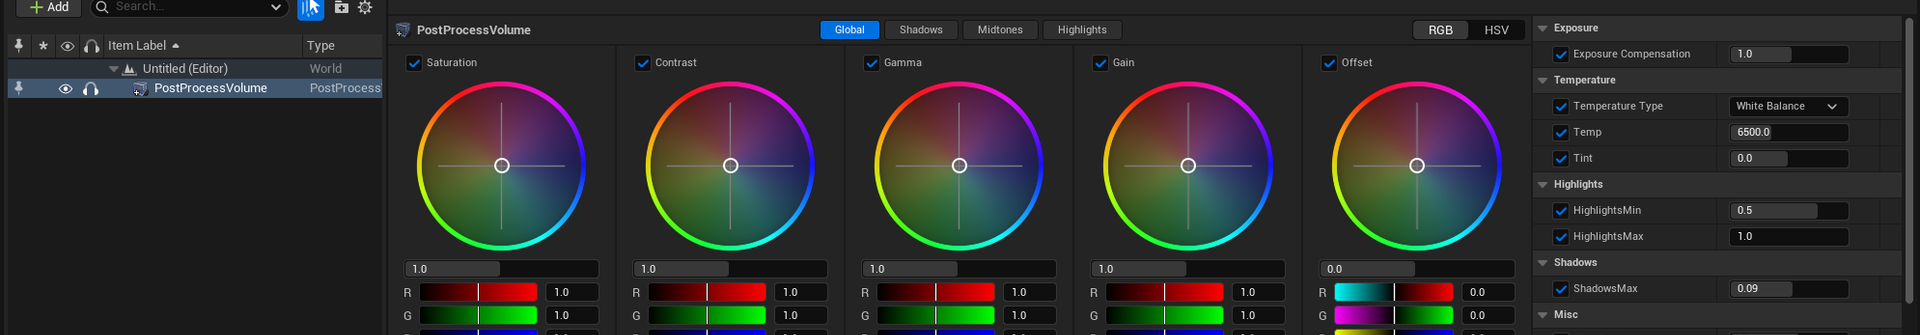 + Add
Search...
Item Label
Type
Untitled (Editor)
World
PostProcessVolume
PostProcess
PostProcessVolume
Global
Shadows
Midtones
Highlights
RGB
HSV
Saturation
Contrast
Gamma
Gain
Offset
1.0
1.0
1.0
1.0
0.0
R
1.0
R
1.0
R
1.0
R
1.0
R
0.0
G
1.0
G
1.0
G
1.0
G
1.0
G
0.0
Exposure
Exposure Compensation
1.0
Temperature
Temperature Type
White Balance
Temp
6500.0
Tint
0.0
Highlights
HighlightsMin
0.5
HighlightsMax
1.0
Shadows
ShadowsMax
0.09
Misc